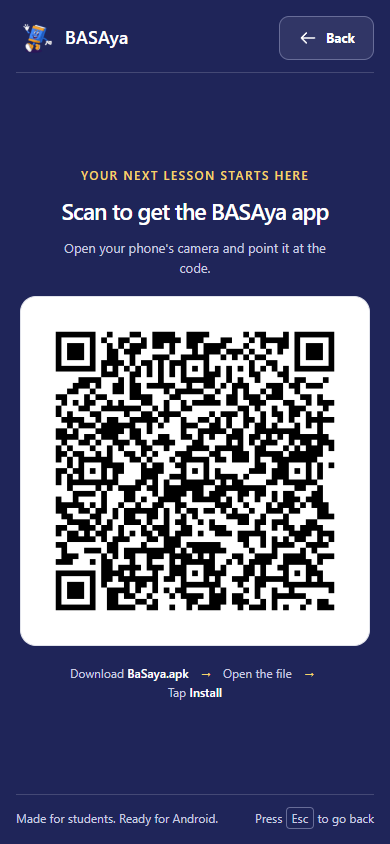 BASAya
← Back
YOUR NEXT LESSON STARTS HERE
Scan to get the BASAya app
Open your phone's camera and point it at the
code.
Download BaSaya.apk → Open the file →
Tap Install
Made for students. Ready for Android.
Press Esc to go back